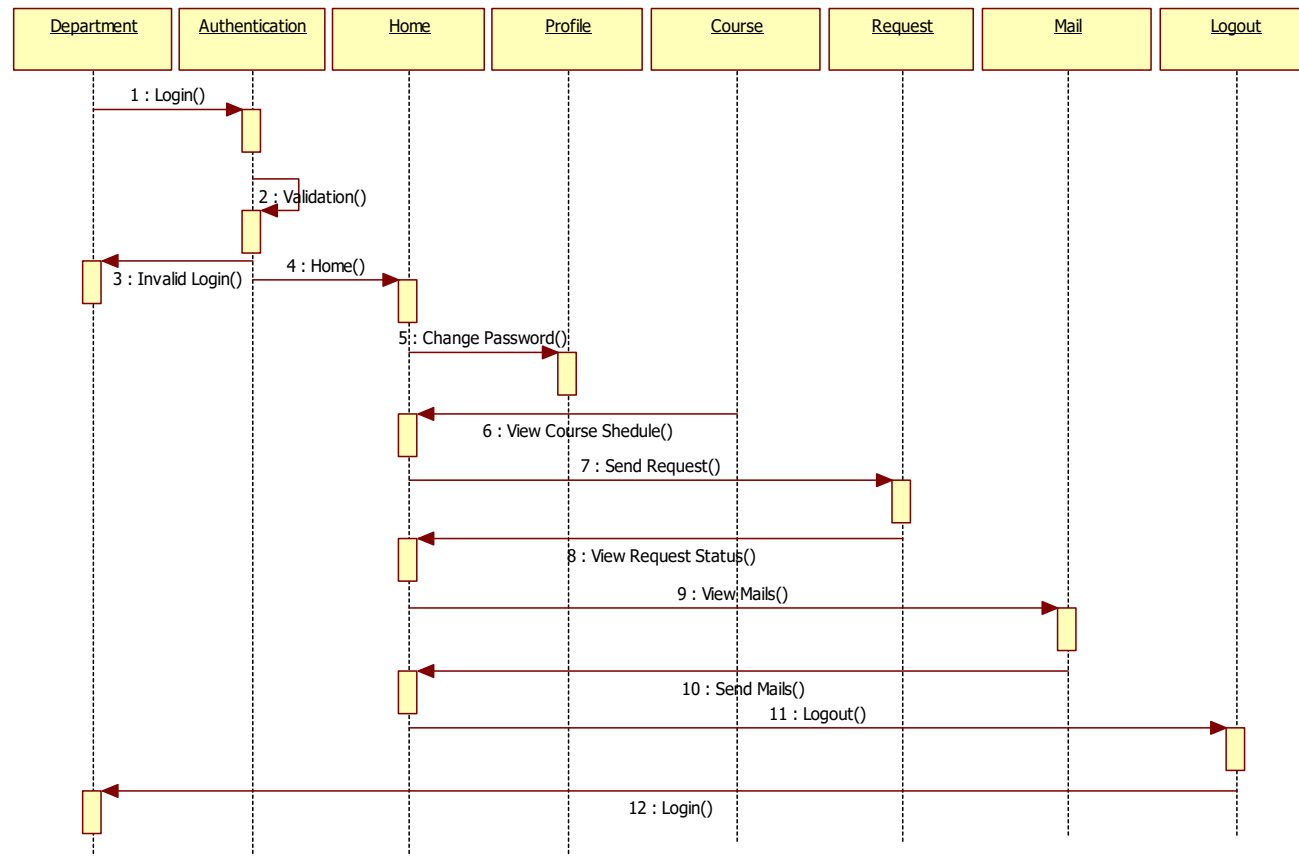 Department
Authentication
Home
Profile
Course
Request
Mail
Logout
1 : Login()
2 : Validation()
3 : Invalid Login()
4 : Home()
5 : Change Password()
6 : View Course Shedule()
7 : Send Request()
8 : View Request Status()
9 : View Mails()
10 : Send Mails()
11 : Logout()
12 : Login()